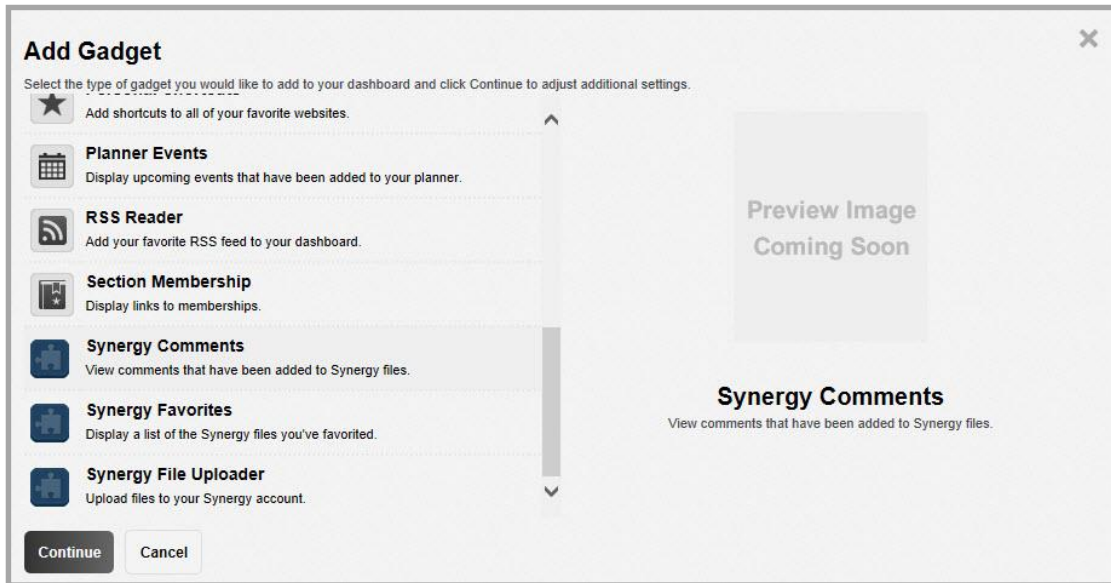 Add Gadget
Select the type of gadget you would like to add to your dashboard and click Continue to adjust additional settings.
Add shortcuts to all of your favorite websites.
Planner Events
Display upcoming events that have been added to your planner.
RSS Reader
Add your favorite RSS feed to your dashboard.
Section Membership
Display links to memberships.
Synergy Comments
View comments that have been added to Synergy files.
Synergy Favorites
Display a list of the Synergy files you've favorited.
Synergy File Uploader
Upload files to your Synergy account.
Preview Image
Coming Soon
Synergy Comments
View comments that have been added to Synergy files.
Continue
Cancel